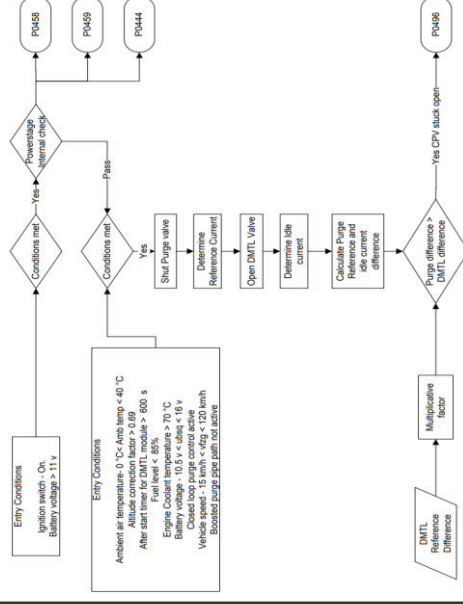 Entry Conditions
Ignition switch - On.
Battery voltage > 11 v
Conditions met
Yes
Powerstage
Internal check
P0458
P0459
P0444
Pass
Entry Conditions
Ambient air temperature- 0 °C< Amb temp < 40 °C
Altitude correction factor > 0.69
After start timer for DMTL module > 600 s
Fuel level < 85%
Engine Coolant temperature > 70 °C
Battery voltage - 10.5 v < ubsq < 16 v
Closed loop purge control active
Vehicle speed - 15 km/h < vfzg < 120 km/h
Boosted purge pipe path not active
Conditions met
Yes
Shut Purge valve
Determine
Reference Current
Open DMTL Valve
Determine Idle
current
Calculate Purge
Reference and
idle current
difference
DMTL
Reference
Difference
Multiplicative
factor
Purge difference >
DMTL difference
Yes CPV stuck open
P0496